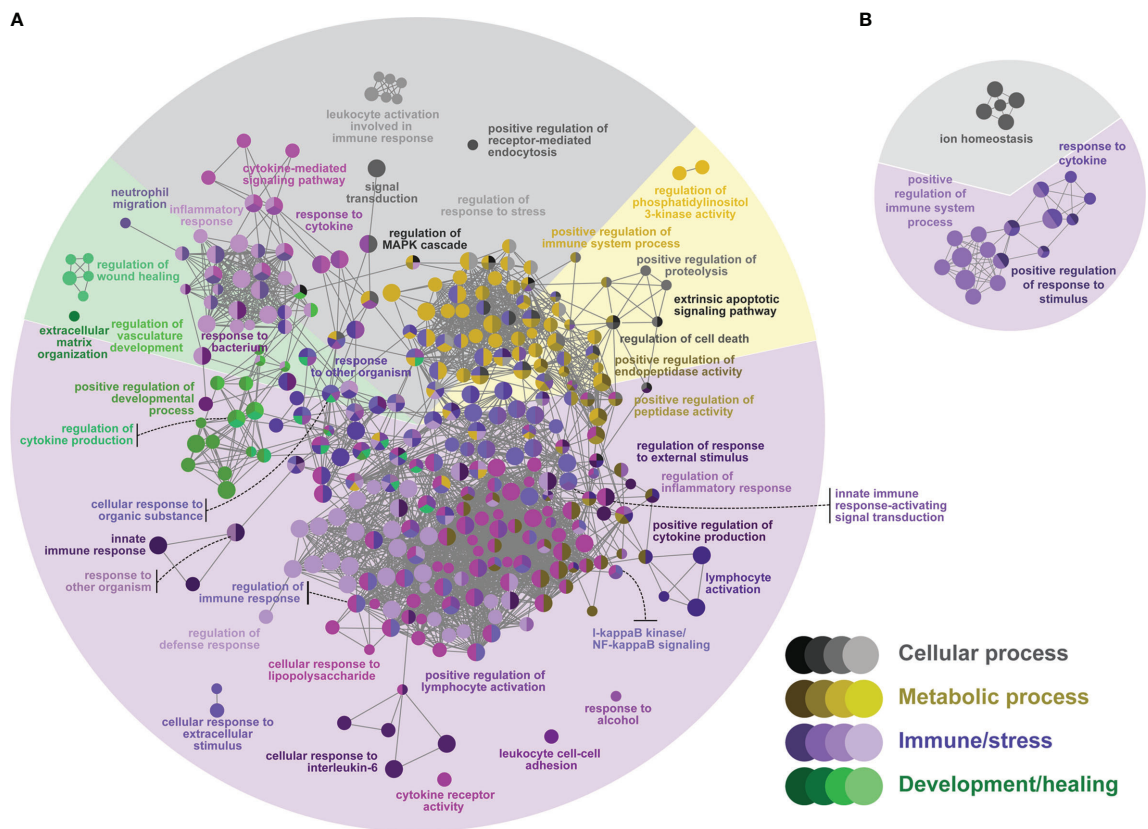 A
B
leukocyte activation
involved in
immune response
positive regulation of
receptor-mediated
endocytosis
cytokine-mediated
signaling pathway
signal
transduction
neutrophil
migration
inflammatory
response
response to
cytokine
regulation of
response to stress
regulation of
MAPK cascade
regulation of
phosphatidylinositol
3-kinase activity
positive regulation of
immune system process
positive regulation of
proteolysis
extrinsic apoptotic
signaling pathway
regulation of cell death
positive regulation of
endopeptidase activity
positive regulation of
peptidase activity
regulation of
wound healing
extracellular
matrix
organization
regulation of
vasculature
development
response to
bacterium
response
to other organism
positive regulation of
developmental
process
regulation of
cytokine production
cellular response to
organic substance
innate
immune response
response to
other organism
regulation of
immune response
regulation of
defense response
regulation of response
to external stimulus
regulation of
inflammatory response
innate immune
response-activating
signal transduction
positive regulation of
cytokine production
lymphocyte
activation
I-kappaB kinase/
NF-kappaB signaling
cellular response to
lipopolysaccharide
positive regulation of
lymphocyte activation
cellular response to
extracellular
stimulus
cellular response to
interleukin-6
response to
alcohol
leukocyte cell-cell
adhesion
cytokine receptor
activity
ion homeostasis
response to
cytokine
positive
regulation of
immune system
process
positive regulation
of response to
stimulus
Cellular process
Metabolic process
Immune/stress
Development/healing